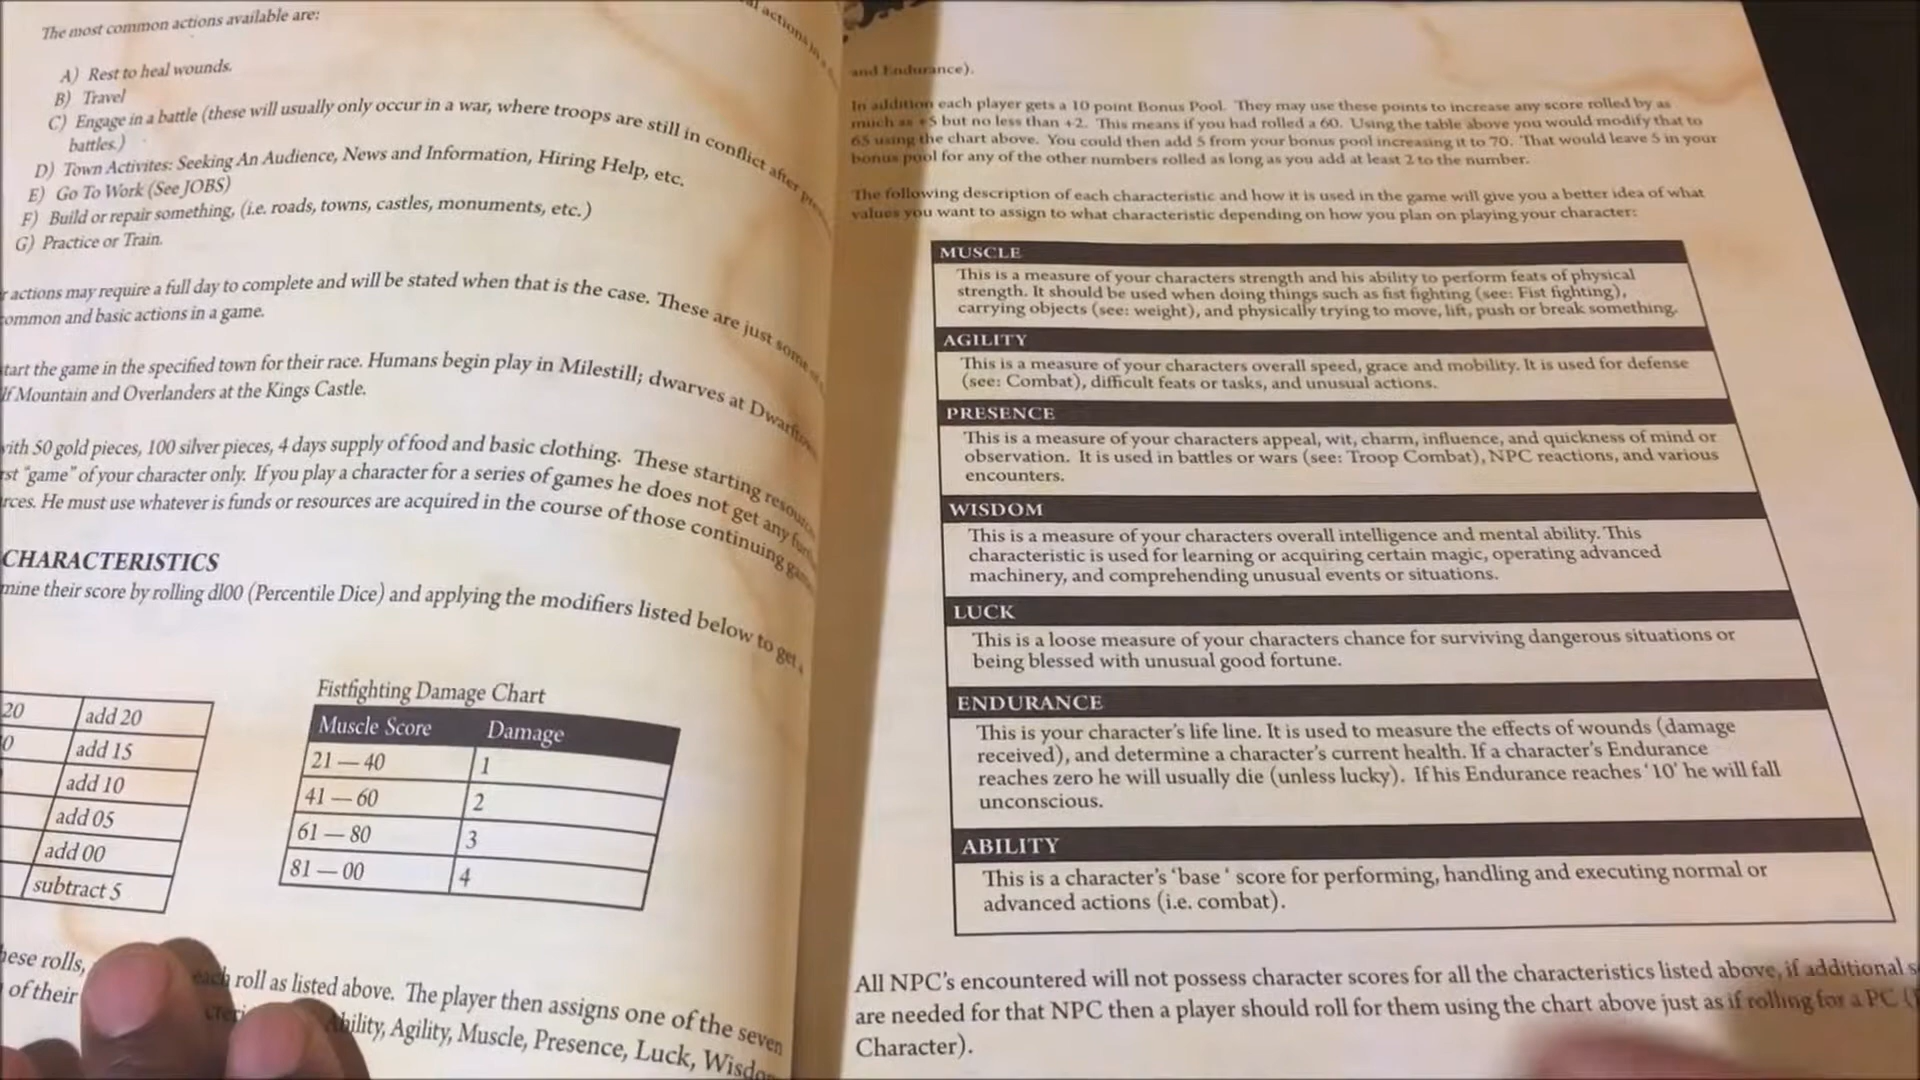 The most common actions available are:
A) Rest to heal wounds.
B) Travel
C) Engage in a battle (these will usually only occur in a war, where troops are still in conflict after
battles.)
D) Town Activites: Seeking An Audience, News and Information, Hiring Help, etc.
E) Go To Work (See JOBS)
F) Build or repair something, (i.e. roads, towns, castles, monuments, etc.)
G) Practice or Train.
actions may require a full day to complete and will be stated when that is the case. These are just some
ommon and basic actions in a game.
tart the game in the specified town for their race. Humans begin play in Milestill; dwarves at
lf Mountain and Overlanders at the Kings Castle.
with 50 gold pieces, 100 silver pieces, 4 days supply of food and basic clothing. These starting
rst "game" of your character only. If you play a character for a series of games he does not get any
rces. He must use whatever is funds or resources are acquired in the course of those continuing
CHARACTERISTICS
mine their score by rolling dl00 (Percentile Dice) and applying the modifiers listed below to get
20 add 20
0 add 15
add 10
add 05
add 00
subtract 5
Fistfighting Damage Chart
Muscle Score Damage
21 — 40 1
41 — 60 2
61 — 80 3
81 — 00 4
hese rolls, each roll as listed above. The player then assigns one of the seven
of their Ability, Agility, Muscle, Presence, Luck,
and Endurance).
In addition each player gets a 10 point Bonus Pool. They may use these points to increase any score rolled by as
much as +5 but no less than +2. This means if you had rolled a 60. Using the table above you would modify that to
65 using the chart above. You could then add 5 from your bonus pool increasing it to 70. That would leave 5 in your
bonus pool for any of the other numbers rolled as long as you add at least 2 to the number.
The following description of each characteristic and how it is used in the game will give you a better idea of what
values you want to assign to what characteristic depending on how you plan on playing your character:
MUSCLE
This is a measure of your characters strength and his ability to perform feats of physical
strength. It should be used when doing things such as fist fighting (see: Fist fighting),
carrying objects (see: weight), and physically trying to move, lift, push or break something.
AGILITY
This is a measure of your characters overall speed, grace and mobility. It is used for defense
(see: Combat), difficult feats or tasks, and unusual actions.
PRESENCE
This is a measure of your characters appeal, wit, charm, influence, and quickness of mind or
observation. It is used in battles or wars (see: Troop Combat), NPC reactions, and various
encounters.
WISDOM
This is a measure of your characters overall intelligence and mental ability. This
characteristic is used for learning or acquiring certain magic, operating advanced
machinery, and comprehending unusual events or situations.
LUCK
This is a loose measure of your characters chance for surviving dangerous situations or
being blessed with unusual good fortune.
ENDURANCE
This is your character's life line. It is used to measure the effects of wounds (damage
received), and determine a character's current health. If a character's Endurance
reaches zero he will usually die (unless lucky). If his Endurance reaches '10' he will fall
unconscious.
ABILITY
This is a character's 'base ' score for performing, handling and executing normal or
advanced actions (i.e. combat).
All NPC's encountered will not possess character scores for all the characteristics listed above, if additional
are needed for that NPC then a player should roll for them using the chart above just as if rolling for a PC
Character).